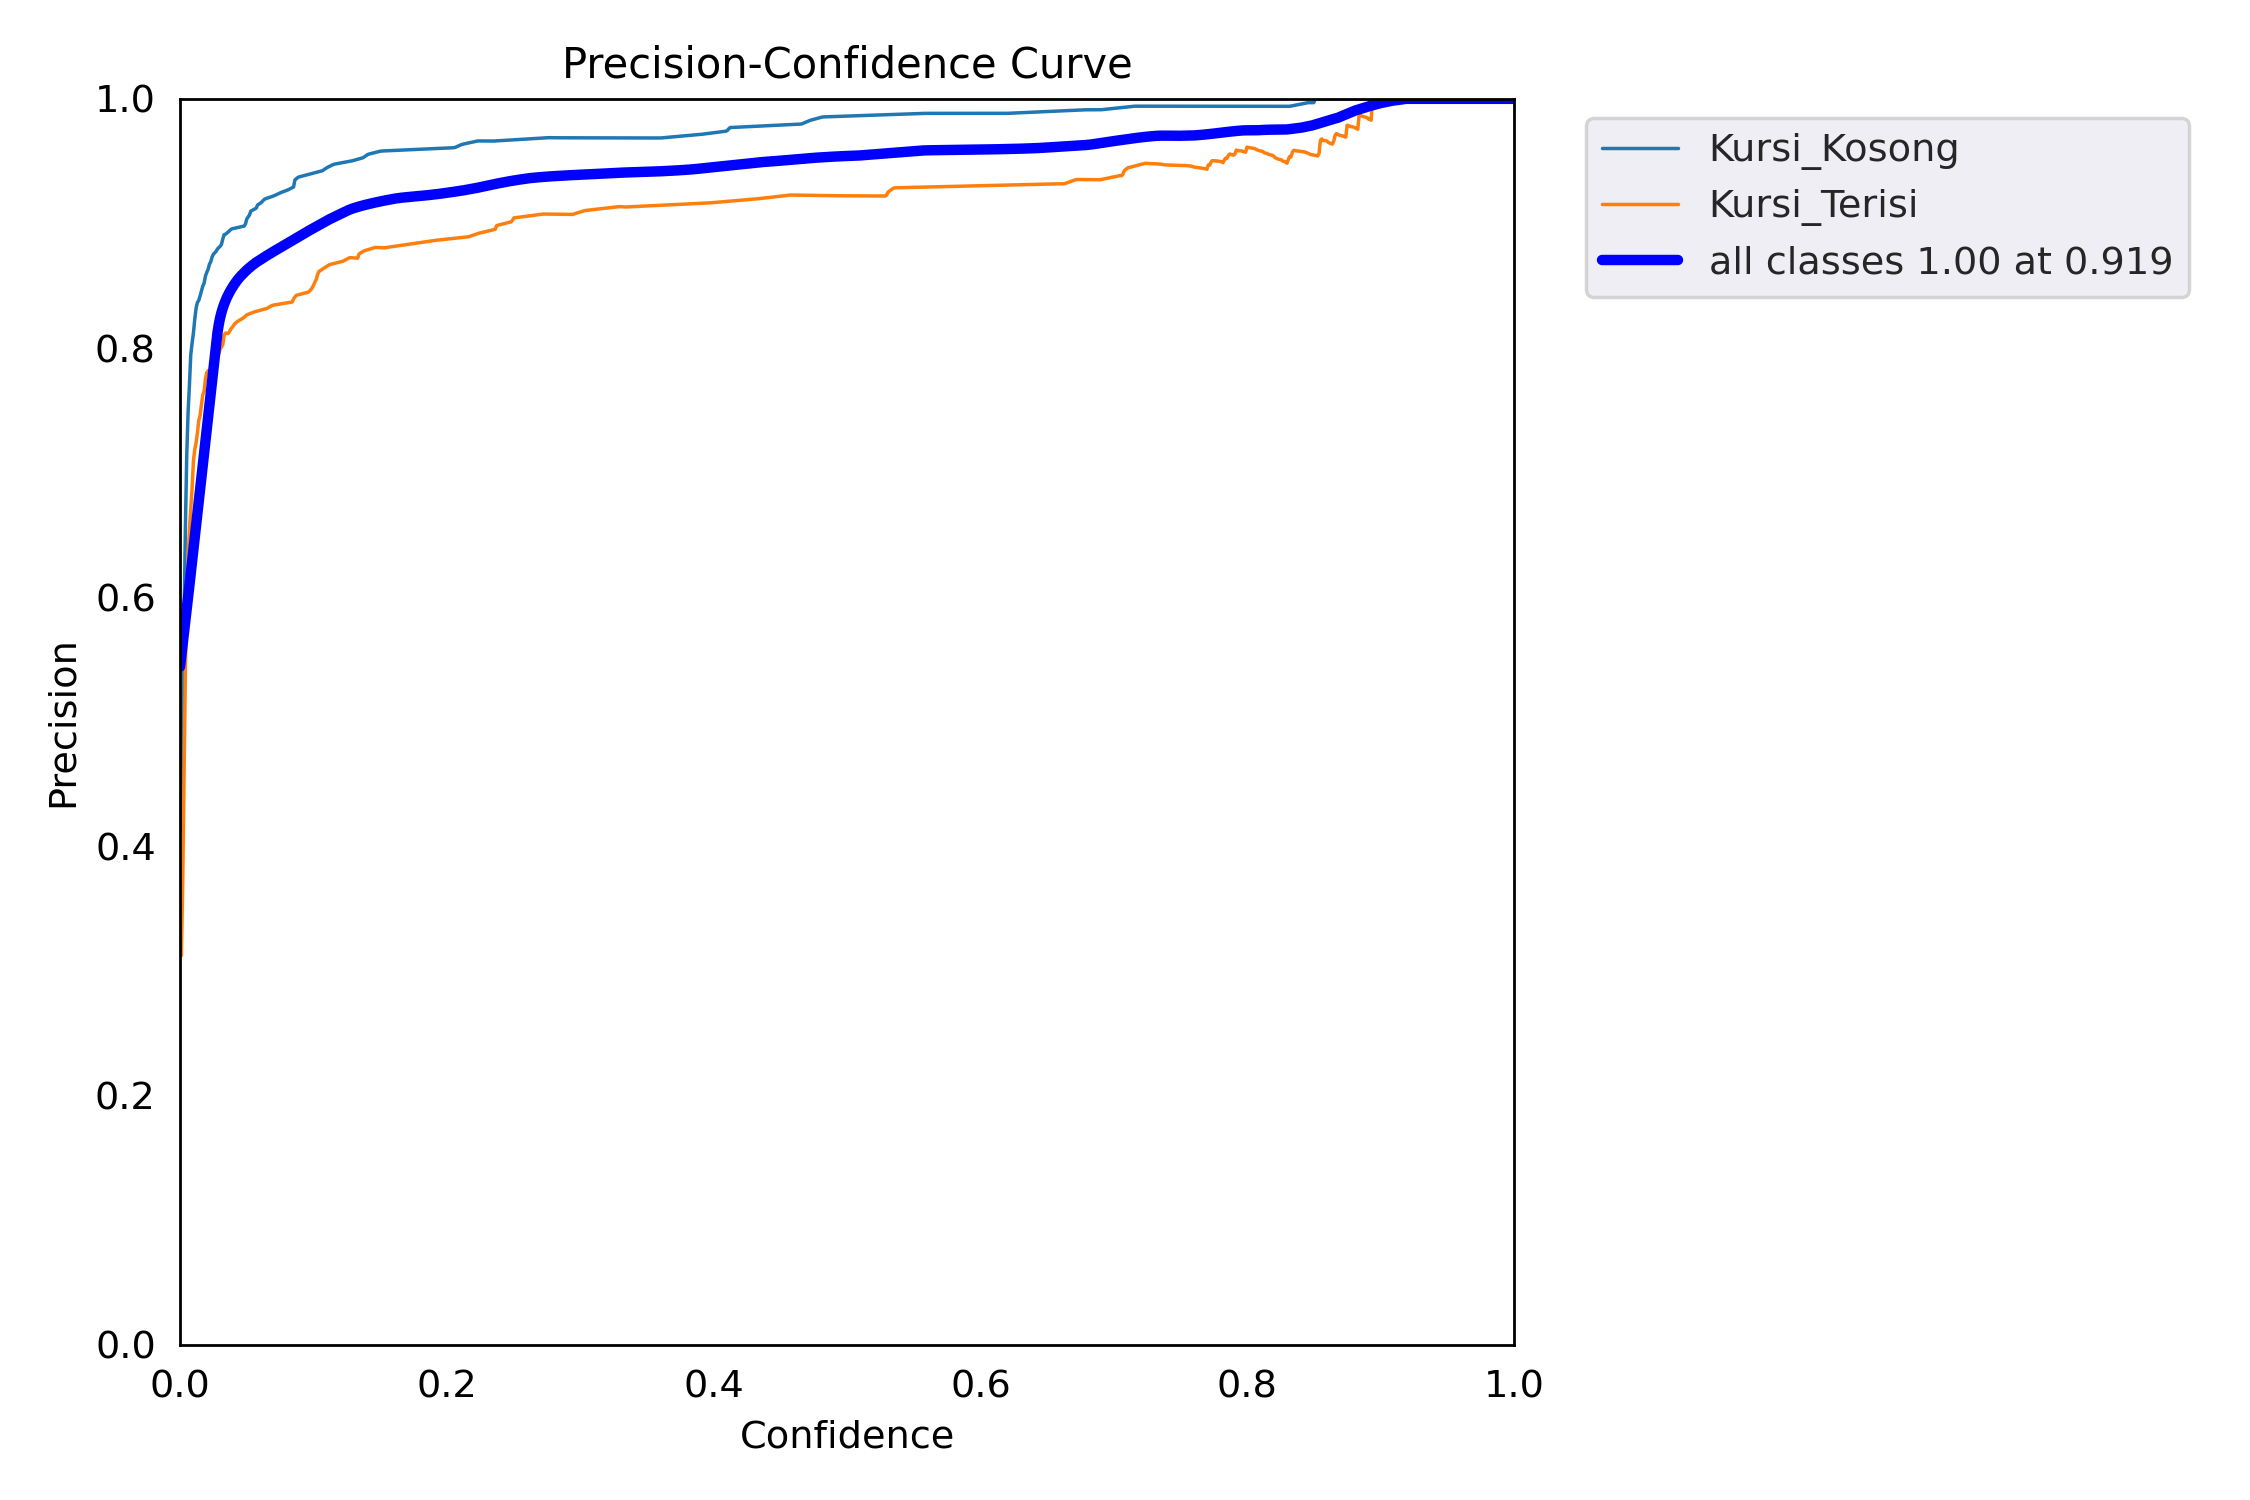 Precision-Confidence Curve
1.0
0.8
0.6
0.4
0.2
0.0
Precision
0.0 0.2 0.4 0.6 0.8 1.0
Confidence
Kursi_Kosong
Kursi_Terisi
all classes 1.00 at 0.919